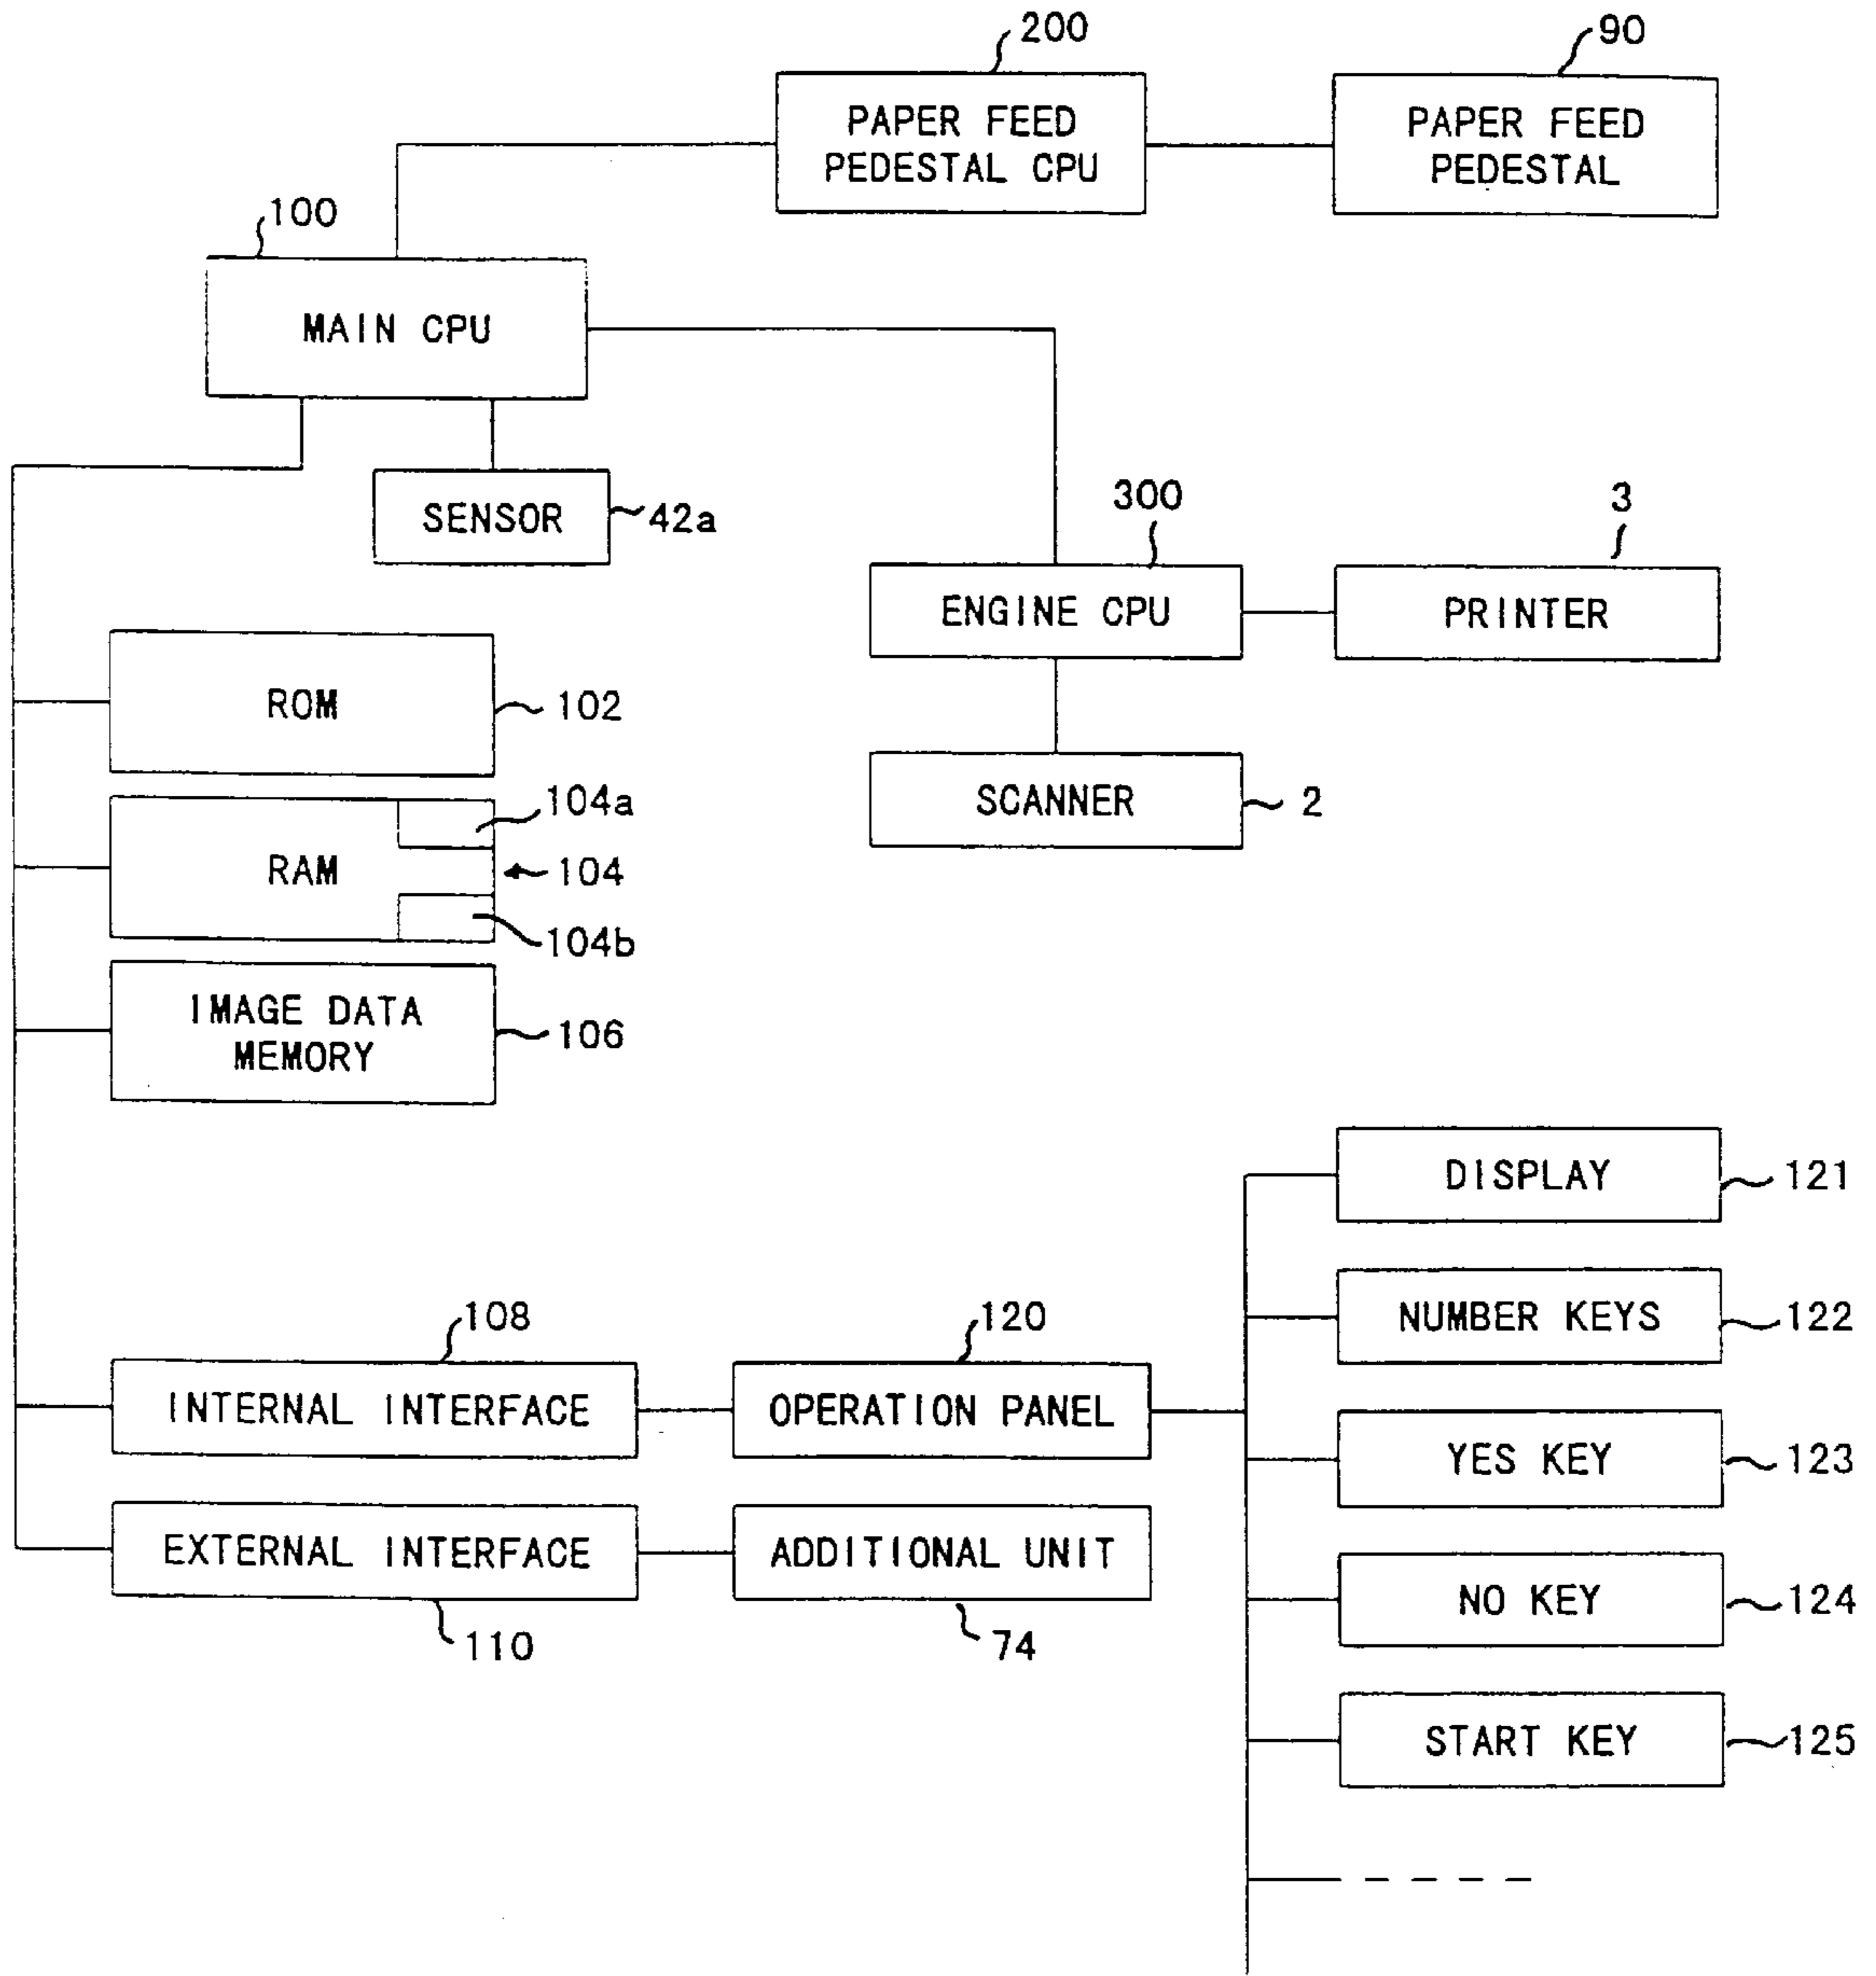 200
90
PAPER FEED
PEDESTAL CPU
PAPER FEED
PEDESTAL
100
MAIN CPU
SENSOR
42a
300
3
ENGINE CPU
PRINTER
ROM
102
SCANNER
2
104a
RAM
104
104b
IMAGE DATA
MEMORY
106
DISPLAY
121
NUMBER KEYS
122
108
120
INTERNAL INTERFACE
OPERATION PANEL
YES KEY
123
EXTERNAL INTERFACE
ADDITIONAL UNIT
110
74
NO KEY
124
START KEY
125